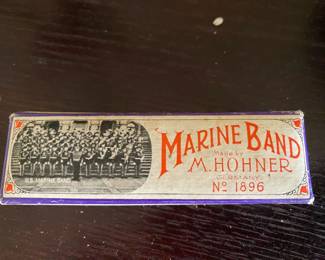 U.S. MARINE BAND
MARINE BAND
Made by
M. HOHNER
GERMANY
Nº 1896